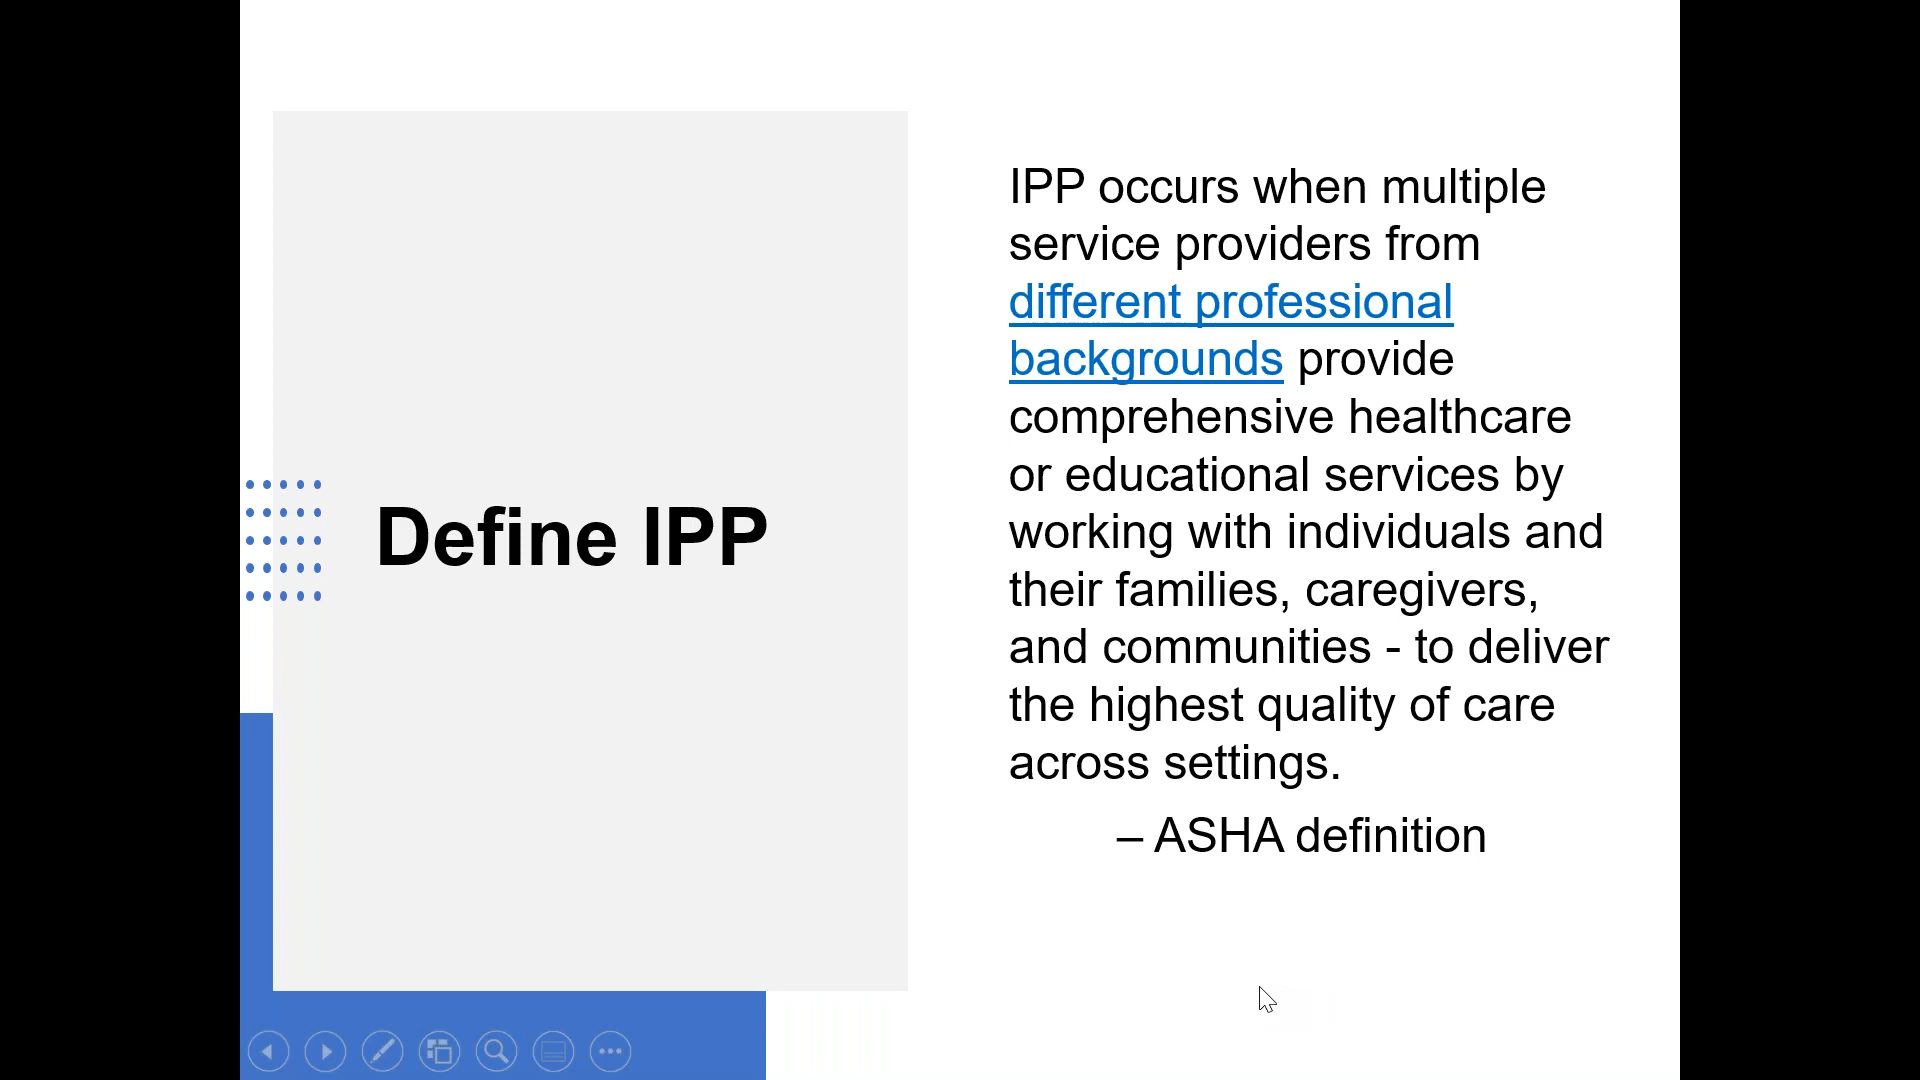 Define IPP
IPP occurs when multiple
service providers from
different professional
backgrounds provide
comprehensive healthcare
or educational services by
working with individuals and
their families, caregivers,
and communities - to deliver
the highest quality of care
across settings.
– ASHA definition